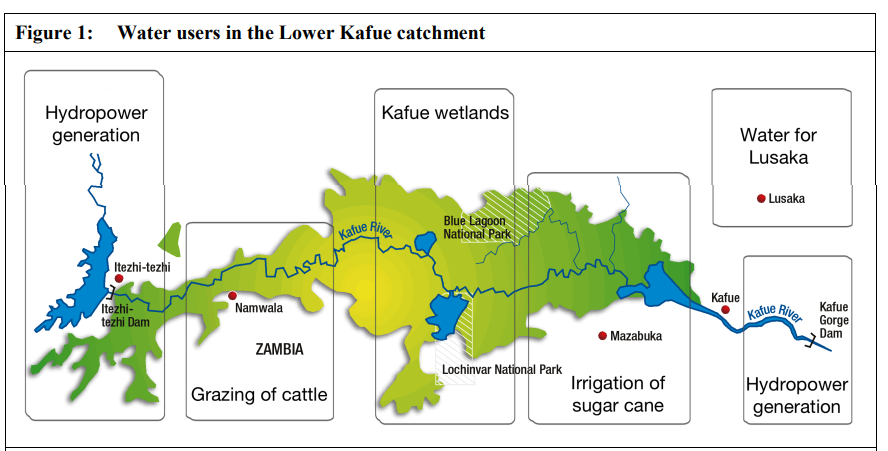 Figure 1: Water users in the Lower Kafue catchment
Hydropower
generation
Itezhi-tezhi
Itezhi-
tezhi Dam
Namwala
ZAMBIA
Grazing of cattle
Kafue River
Kafue wetlands
Blue Lagoon
National Park
Lochinvar National Park
Mazabuka
Irrigation of
sugar cane
Water for
Lusaka
Lusaka
Kafue
Kafue River
Kafue
Gorge
Dam
Hydropower
generation